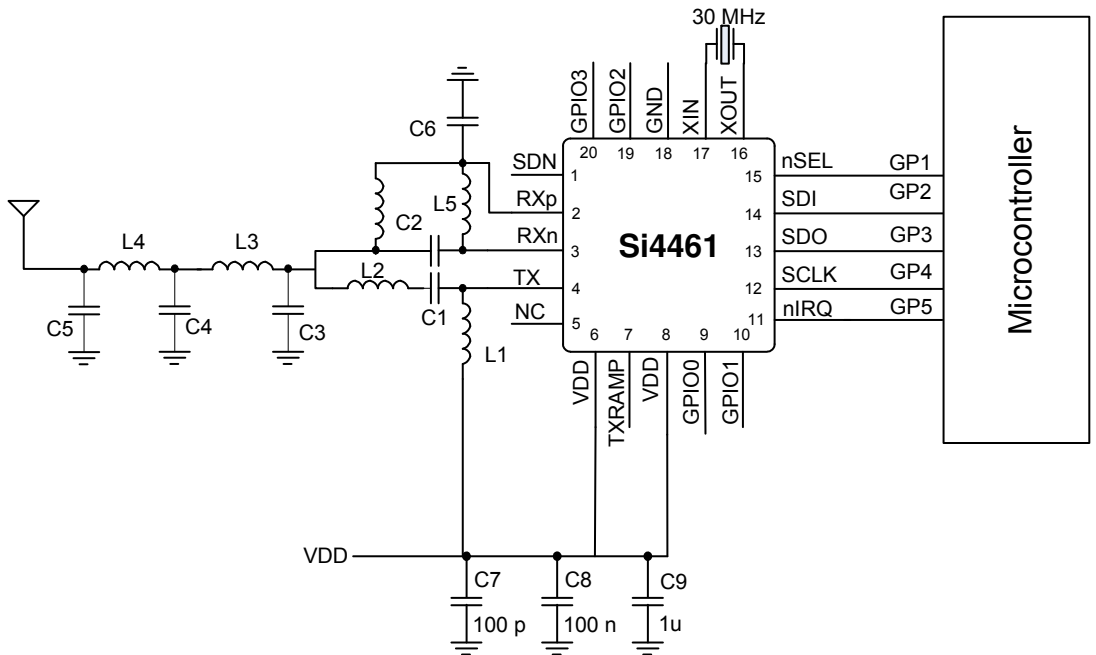 30 MHz
GPIO3
GPIO2
GND
XIN
XOUT
C6
20
19
18
17
16
SDN
1
15
nSEL
GP1
RXp
2
14
SDI
GP2
L5
C2
RXn
3
Si4461
13
SDO
GP3
L4
L3
L2
TX
4
12
SCLK
GP4
C1
NC
5
11
nIRQ
GP5
C5
C4
C3
L1
6
7
8
9
10
VDD
TXRAMP
VDD
GPIO0
GPIO1
Microcontroller
VDD
C7
C8
C9
100 p
100 n
1u